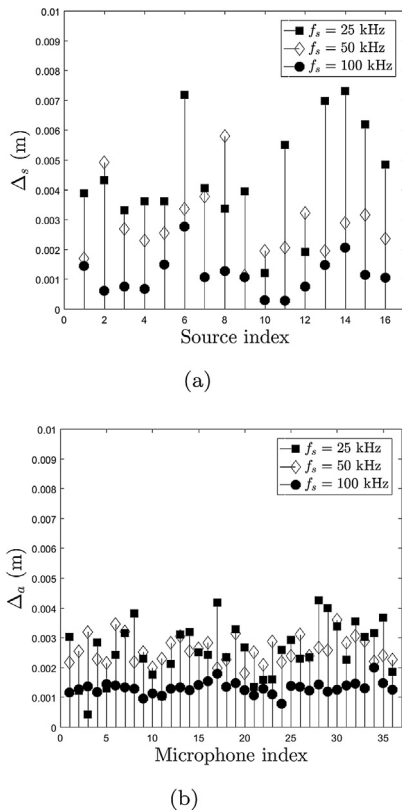 0.01
0.009
0.008
0.007
0.006
0.005
0.004
0.003
0.002
0.001
0
Δs (m)
fs = 25 kHz
fs = 50 kHz
fs = 100 kHz
0 2 4 6 8 10 12 14 16
Source index
(a)
0.01
0.009
0.008
0.007
0.006
0.005
0.004
0.003
0.002
0.001
0
Δa (m)
fs = 25 kHz
fs = 50 kHz
fs = 100 kHz
0 5 10 15 20 25 30 35
Microphone index
(b)